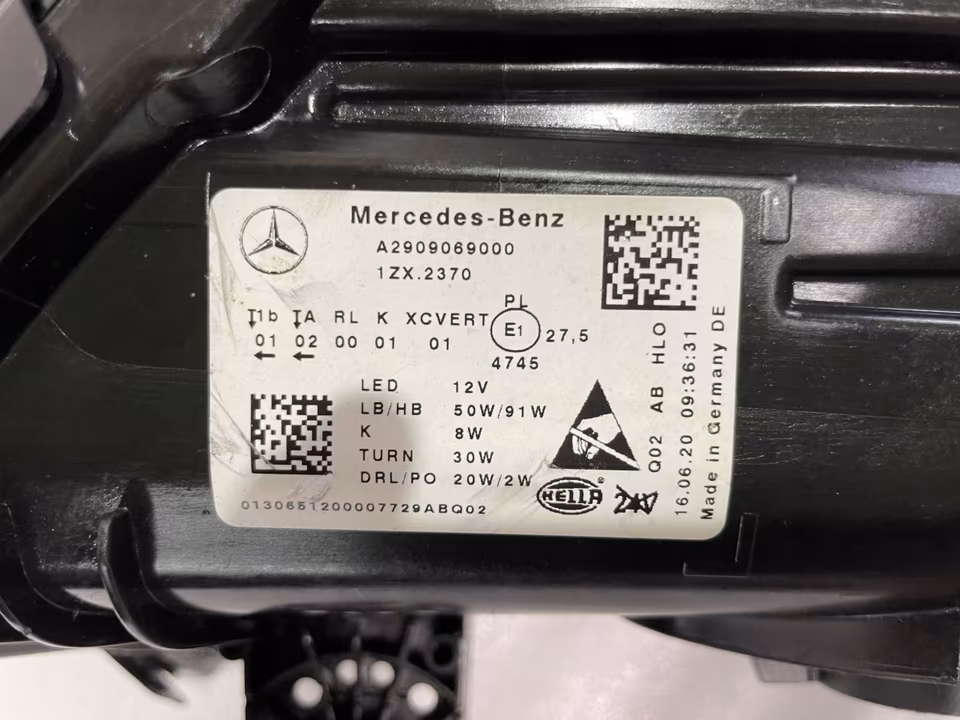 Mercedes-Benz
A2909069000
1ZX.2370
T1b TA RL K XCVERT
01 02 00 01 01
PL
E1
27,5
4745
LED 12V
LB/HB 50W/91W
K 8W
TURN 30W
DRL/PO 20W/2W
0130651200007729ABQ02
HELLA®
24V
Q02 AB HLO
16.06.20 09:36:31
Made in Germany DE